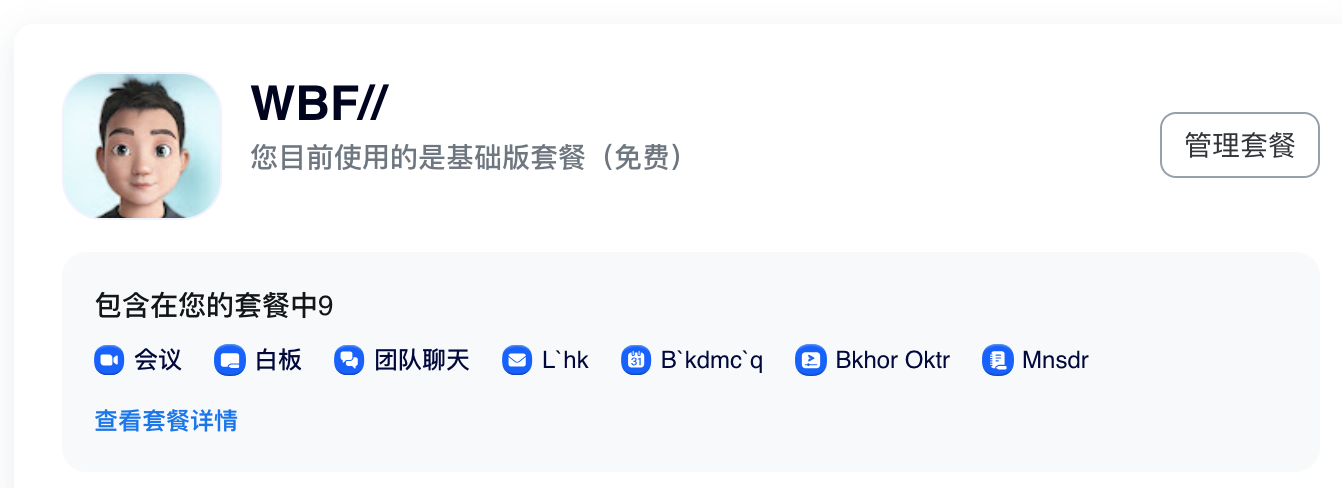 WBF//
您目前使用的是基础版套餐（免费）
管理套餐
包含在您的套餐中9
会议 白板 团队聊天 L`hk B`kdmc`q 31 Bkhor Oktr Mnsdr
查看套餐详情